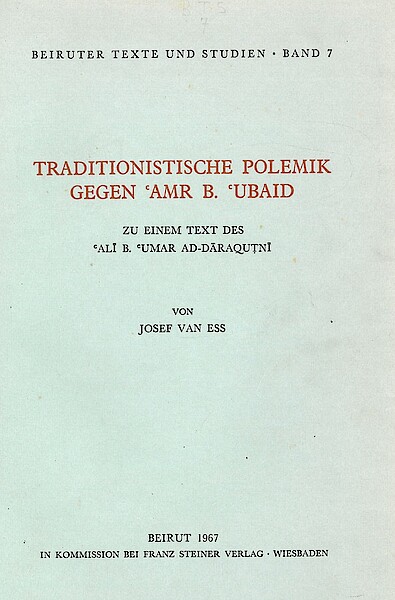 B.T.S
7
BEIRUTER TEXTE UND STUDIEN · BAND 7
TRADITIONISTISCHE POLEMIK
GEGEN ʿAMR B. ʿUBAID
ZU EINEM TEXT DES
ʿALĪ B. ʿUMAR AD-DĀRAQUṬNĪ
VON
JOSEF VAN ESS
BEIRUT 1967
IN KOMMISSION BEI FRANZ STEINER VERLAG · WIESBADEN